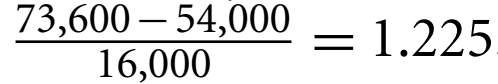 73,600 – 54,000
16,000
= 1.225